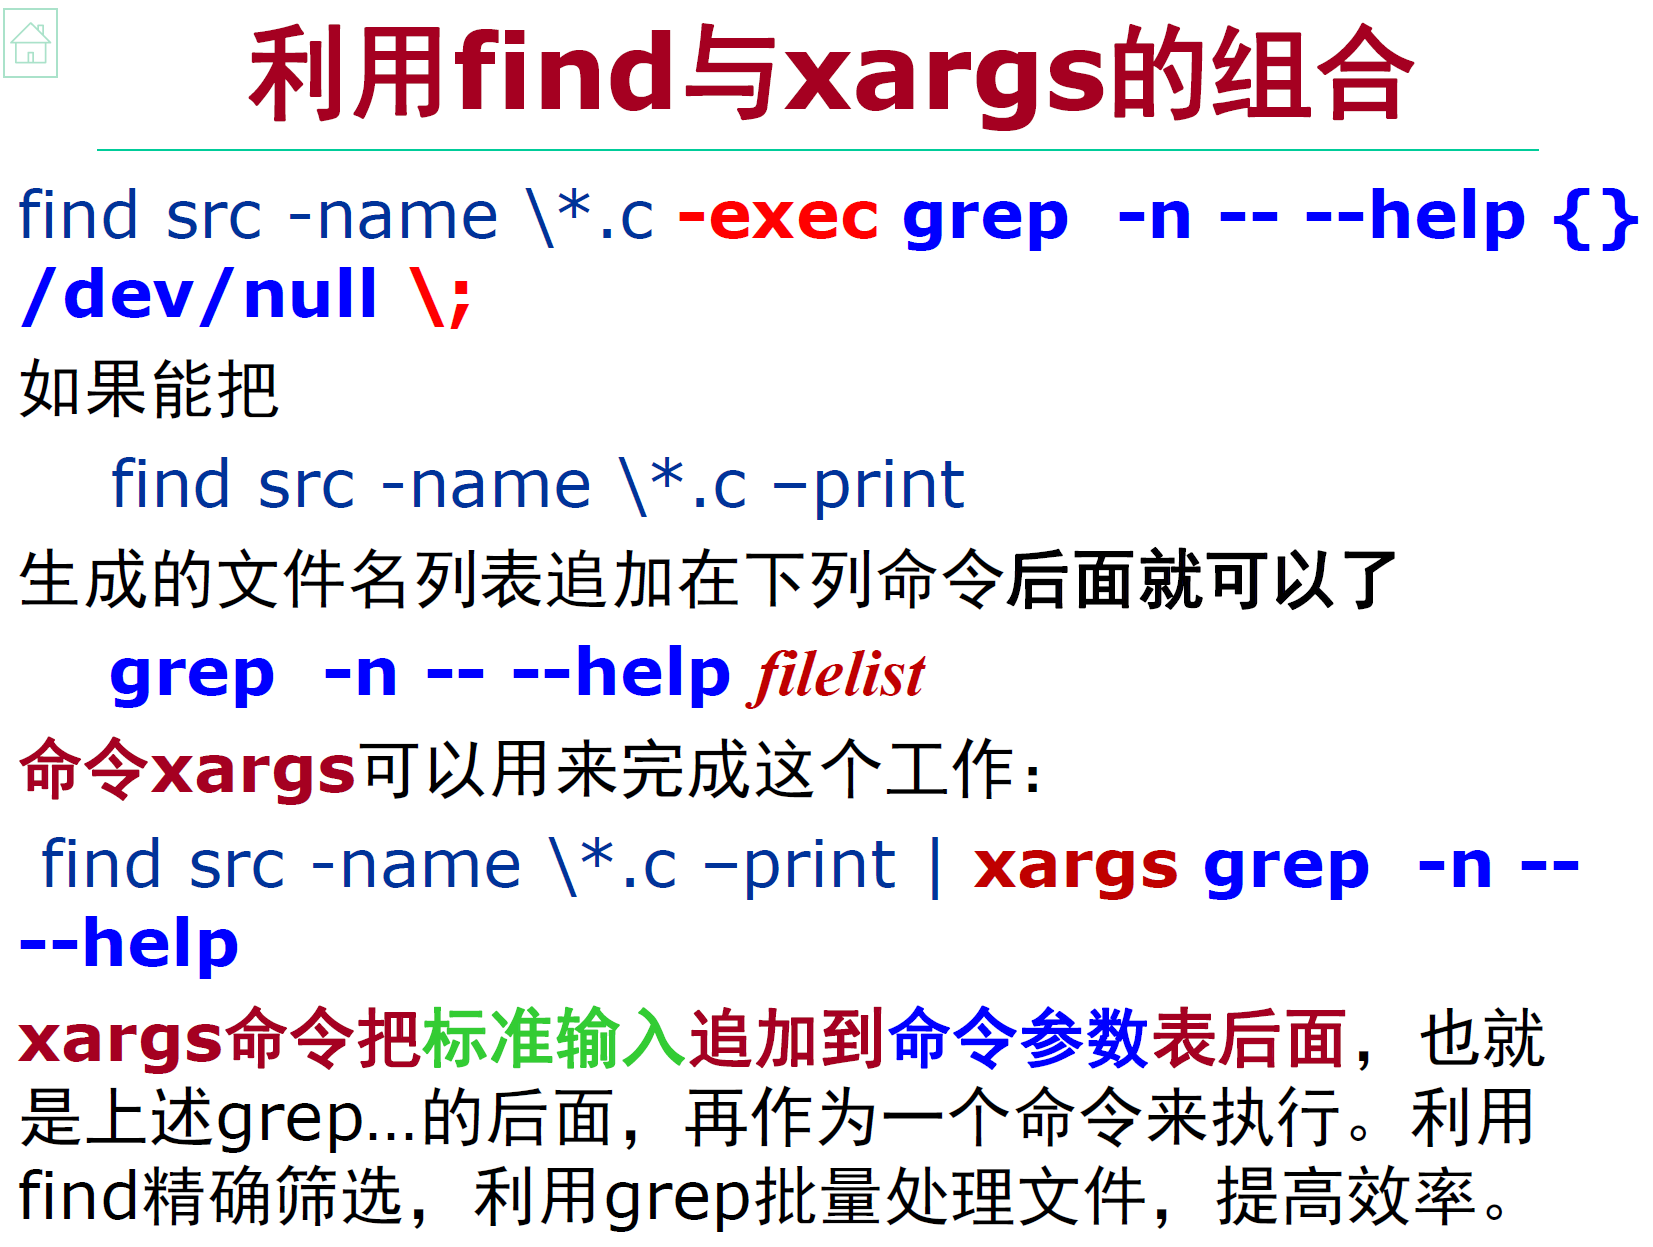 利用find与xargs的组合
find src -name \*.c -exec grep  -n -- --help {}
/dev/null \;
如果能把
find src -name \*.c –print
生成的文件名列表追加在下列命令后面就可以了
grep  -n -- --help filelist
命令xargs可以用来完成这个工作：
find src -name \*.c –print | xargs grep  -n --
--help
xargs命令把标准输入追加到命令参数表后面，也就
是上述grep…的后面，再作为一个命令来执行。利用
find精确筛选，利用grep批量处理文件，提高效率。